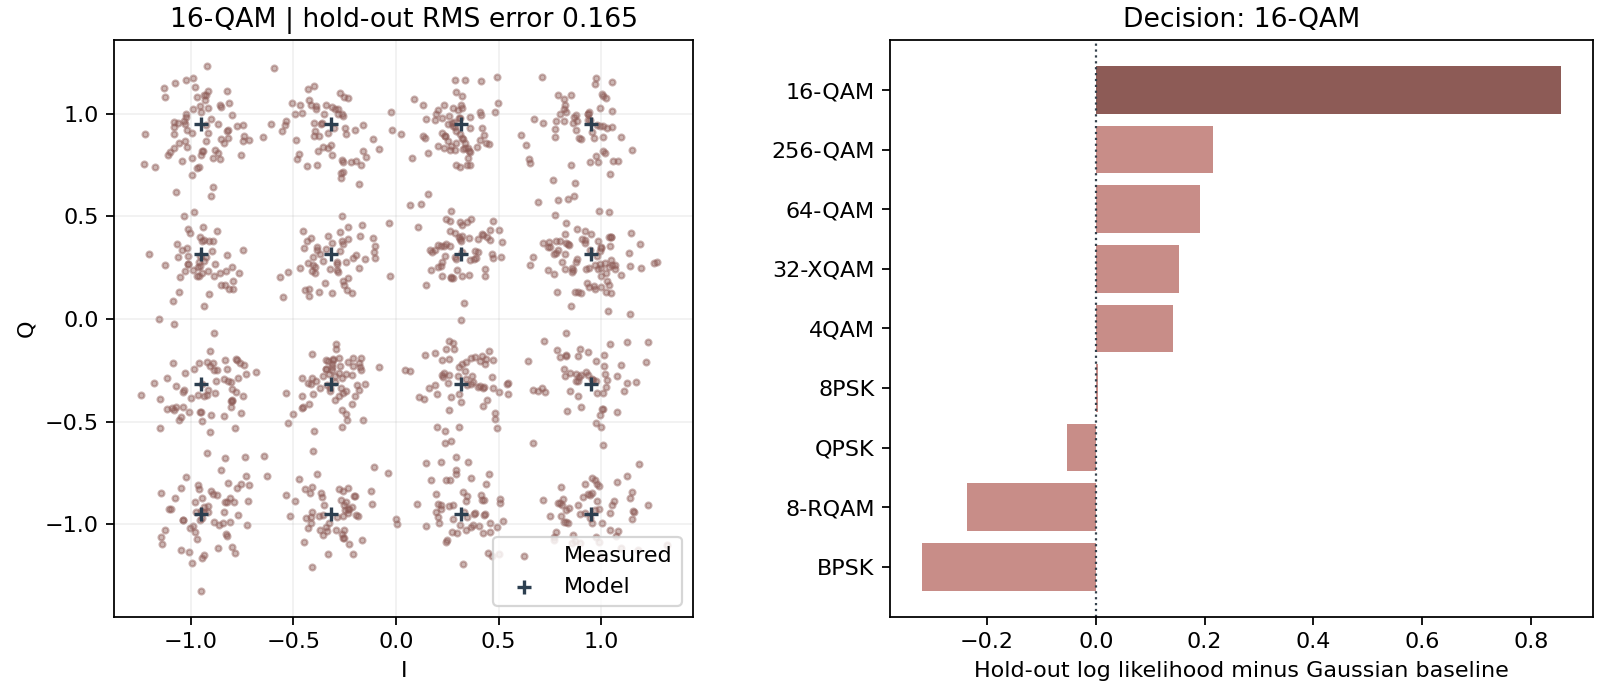 16-QAM | hold-out RMS error 0.165
Q
1.0
0.5
0.0
−0.5
−1.0
−1.0
−0.5
0.0
0.5
1.0
I
Measured
Model
Decision: 16-QAM
16-QAM
256-QAM
64-QAM
32-XQAM
4QAM
8PSK
QPSK
8-RQAM
BPSK
−0.2
0.0
0.2
0.4
0.6
0.8
Hold-out log likelihood minus Gaussian baseline